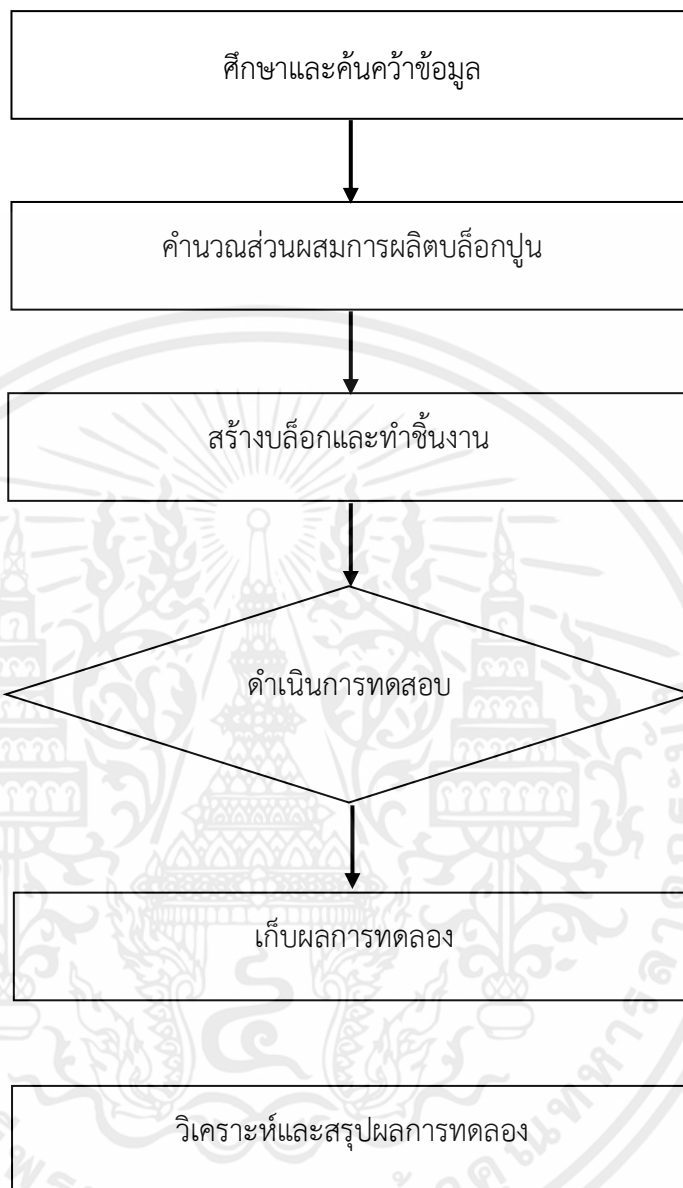 ศึกษาและค้นคว้าข้อมูล
คำนวณส่วนผสมการผลิตบล็อกปูน
สร้างบล็อกและทำชิ้นงาน
ดำเนินการทดสอบ
เก็บผลการทดลอง
วิเคราะห์และสรุปผลการทดลอง